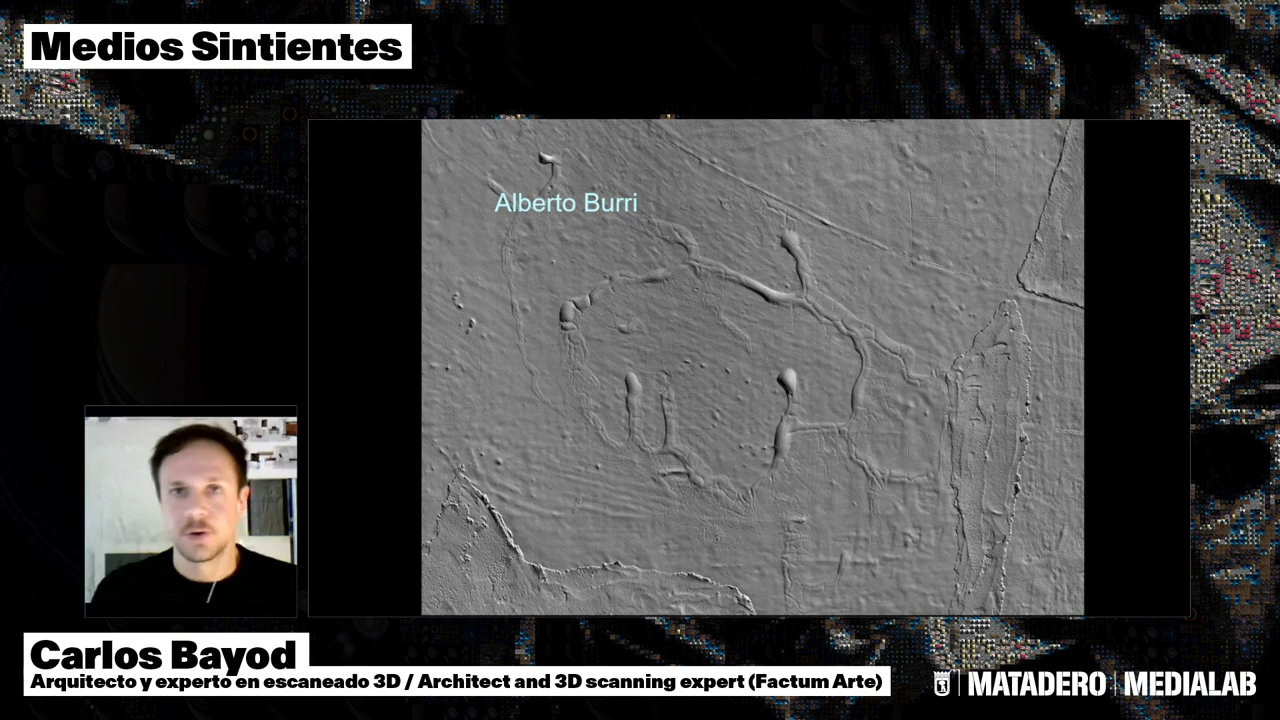 Medios Sintientes
Alberto Burri
Carlos Bayod
Arquitecto y experto en escaneado 3D / Architect and 3D scanning expert (Factum Arte)
MATADERO | MEDIALAB